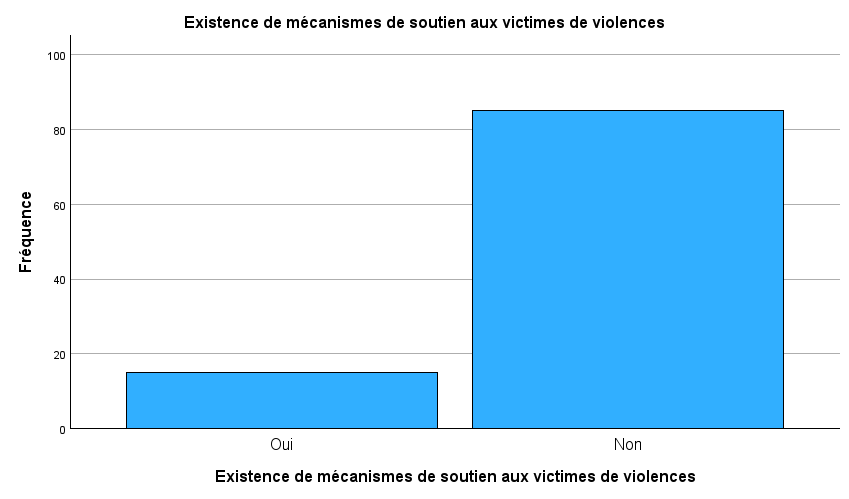 Existence de mécanismes de soutien aux victimes de violences
100
80
60
40
20
0
Fréquence
Oui
Non
Existence de mécanismes de soutien aux victimes de violences